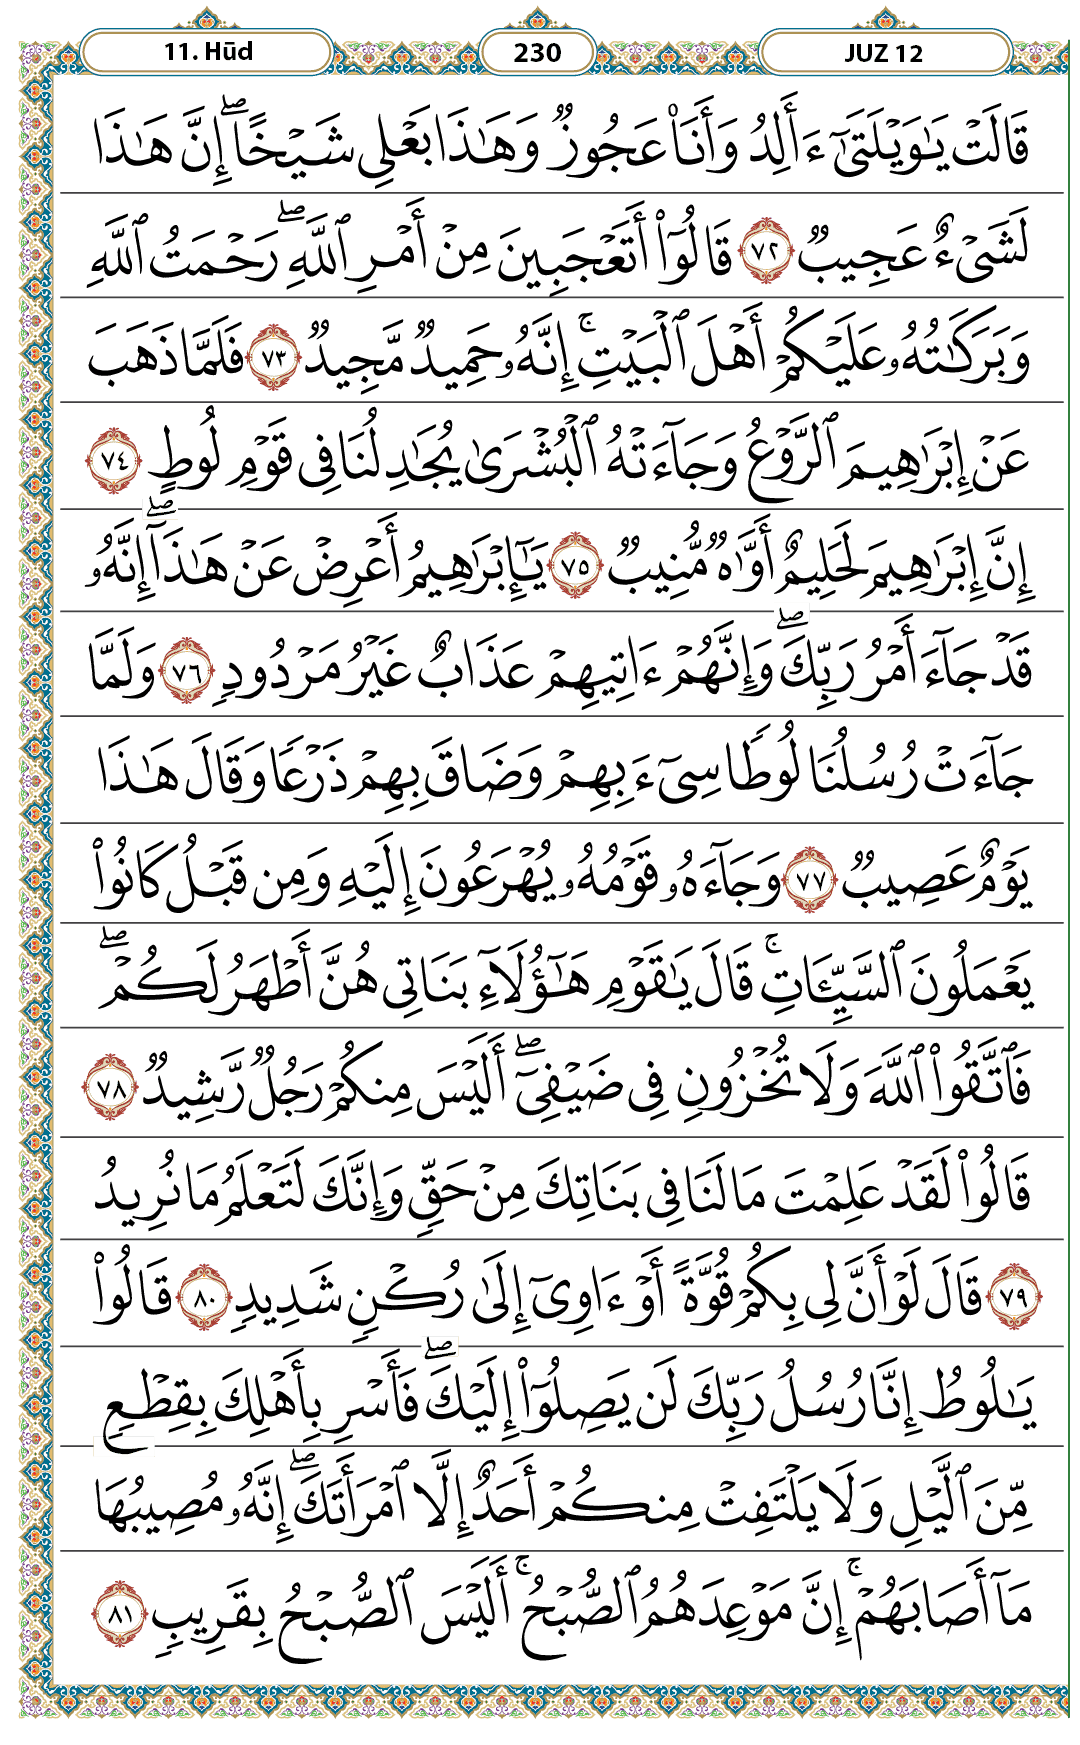 11. Hūd 230 JUZ 12
قَالَتْ يَـٰوَيْلَتَىٰٓ ءَأَلِدُ وَأَنَا۠ عَجُوزٌ وَهَـٰذَا بَعْلِى شَيْخًا ۖ إِنَّ هَـٰذَا
لَشَىْءٌ عَجِيبٌ ٧٢ قَالُوٓا۟ أَتَعْجَبِينَ مِنْ أَمْرِ ٱللَّهِ ۖ رَحْمَتُ ٱللَّهِ
وَبَرَكَـٰتُهُۥ عَلَيْكُمْ أَهْلَ ٱلْبَيْتِ ۚ إِنَّهُۥ حَمِيدٌ مَّجِيدٌ ٧٣ فَلَمَّا ذَهَبَ
عَنْ إِبْرَٰهِيمَ ٱلرَّوْعُ وَجَآءَتْهُ ٱلْبُشْرَىٰ يُجَـٰدِلُنَا فِى قَوْمِ لُوطٍ ٧٤
إِنَّ إِبْرَٰهِيمَ لَحَلِيمٌ أَوَّٰهٌ مُّنِيبٌ ٧٥ يَـٰٓإِبْرَٰهِيمُ أَعْرِضْ عَنْ هَـٰذَآ ۖ إِنَّهُۥ
قَدْ جَآءَ أَمْرُ رَبِّكَ ۖ وَإِنَّهُمْ ءَاتِيهِمْ عَذَابٌ غَيْرُ مَرْدُودٍ ٧٦ وَلَمَّا
جَآءَتْ رُسُلُنَا لُوطًا سِىٓءَ بِهِمْ وَضَاقَ بِهِمْ ذَرْعًا وَقَالَ هَـٰذَا
يَوْمٌ عَصِيبٌ ٧٧ وَجَآءَهُۥ قَوْمُهُۥ يُهْرَعُونَ إِلَيْهِ وَمِن قَبْلُ كَانُوا۟
يَعْمَلُونَ ٱلسَّيِّـَٔاتِ ۚ قَالَ يَـٰقَوْمِ هَـٰٓؤُلَآءِ بَنَاتِى هُنَّ أَطْهَرُ لَكُمْ ۖ
فَٱتَّقُوا۟ ٱللَّهَ وَلَا تُخْزُونِ فِى ضَيْفِىٓ ۖ أَلَيْسَ مِنكُمْ رَجُلٌ رَّشِيدٌ ٧٨
قَالُوا۟ لَقَدْ عَلِمْتَ مَا لَنَا فِى بَنَاتِكَ مِنْ حَقٍّ وَإِنَّكَ لَتَعْلَمُ مَا نُرِيدُ
٧٩ قَالَ لَوْ أَنَّ لِى بِكُمْ قُوَّةً أَوْ ءَاوِىٓ إِلَىٰ رُكْنٍ شَدِيدٍ ٨٠ قَالُوا۟
يَـٰلُوطُ إِنَّا رُسُلُ رَبِّكَ لَن يَصِلُوٓا۟ إِلَيْكَ ۖ فَأَسْرِ بِأَهْلِكَ بِقِطْعٍ
مِّنَ ٱلَّيْلِ وَلَا يَلْتَفِتْ مِنكُمْ أَحَدٌ إِلَّا ٱمْرَأَتَكَ ۖ إِنَّهُۥ مُصِيبُهَا
مَآ أَصَابَهُمْ ۚ إِنَّ مَوْعِدَهُمُ ٱلصُّبْحُ ۚ أَلَيْسَ ٱلصُّبْحُ بِقَرِيبٍ ٨١